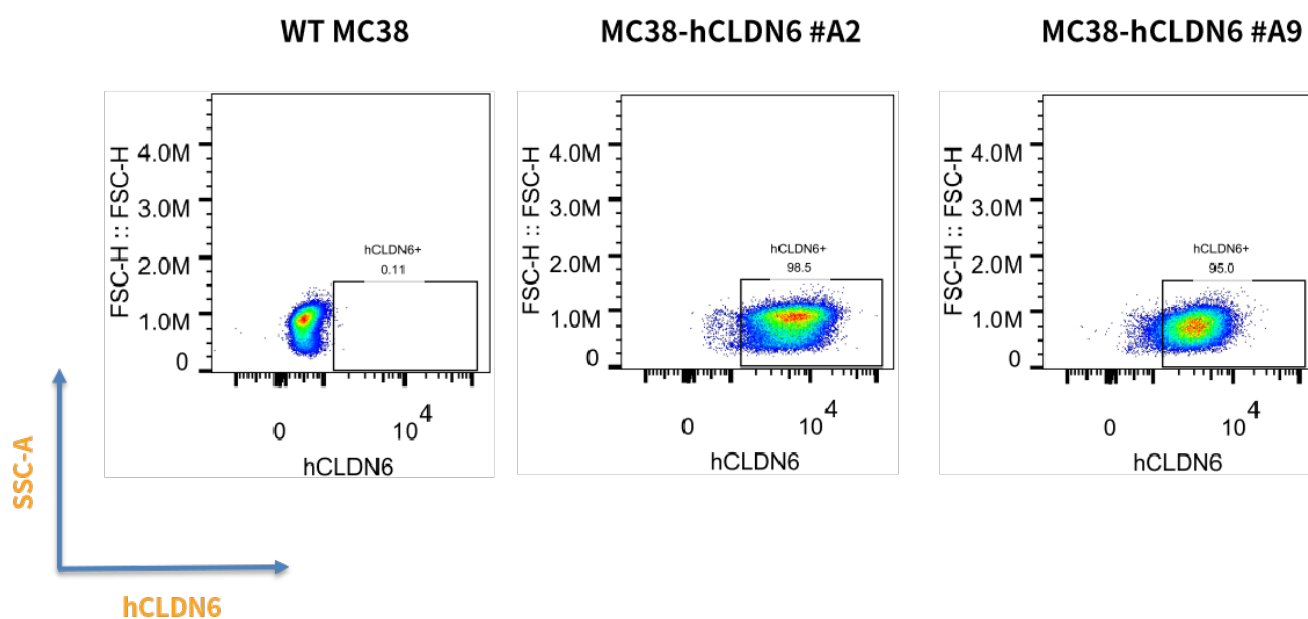 WT MC38
MC38-hCLDN6 #A2
MC38-hCLDN6 #A9
FSC-H :: FSC-H
4.0M
3.0M
2.0M
1.0M
0
hCLDN6+
0.11
0
10^4
hCLDN6
FSC-H :: FSC-H
4.0M
3.0M
2.0M
1.0M
0
hCLDN6+
98.5
0
10^4
hCLDN6
FSC-H :: FSC-H
4.0M
3.0M
2.0M
1.0M
0
hCLDN6+
95.0
0
10^4
hCLDN6
SSC-A
hCLDN6